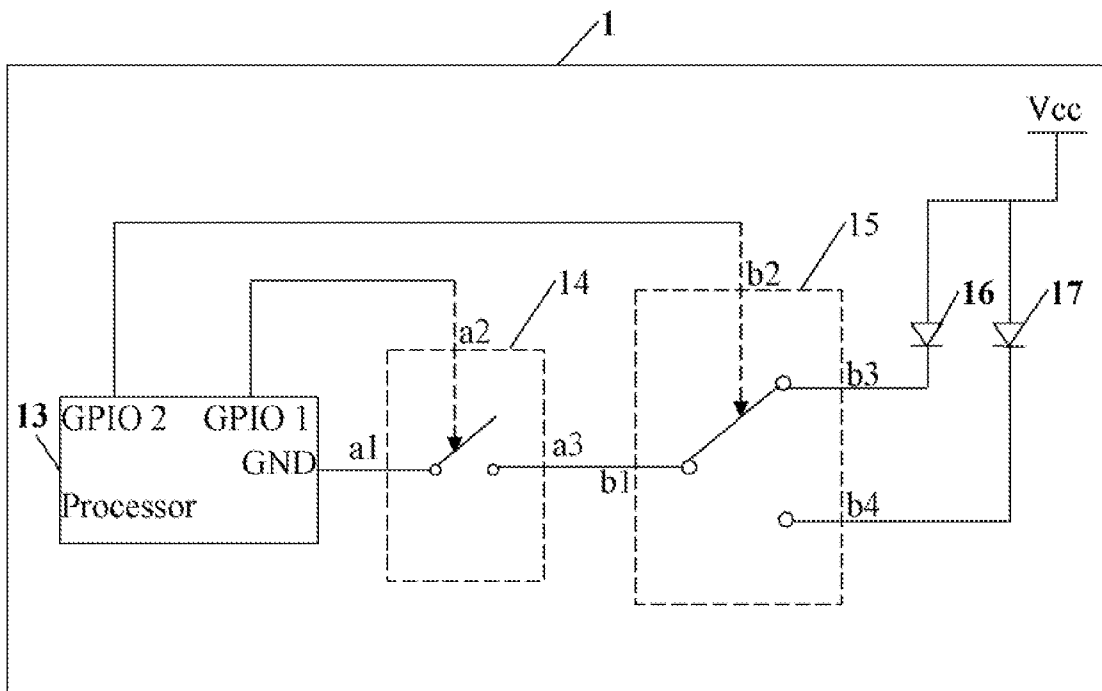 1
Vcc
15
b2
14
16
17
a2
b3
13
GPIO 2
GPIO 1
a1
a3
GND
b1
Processor
b4